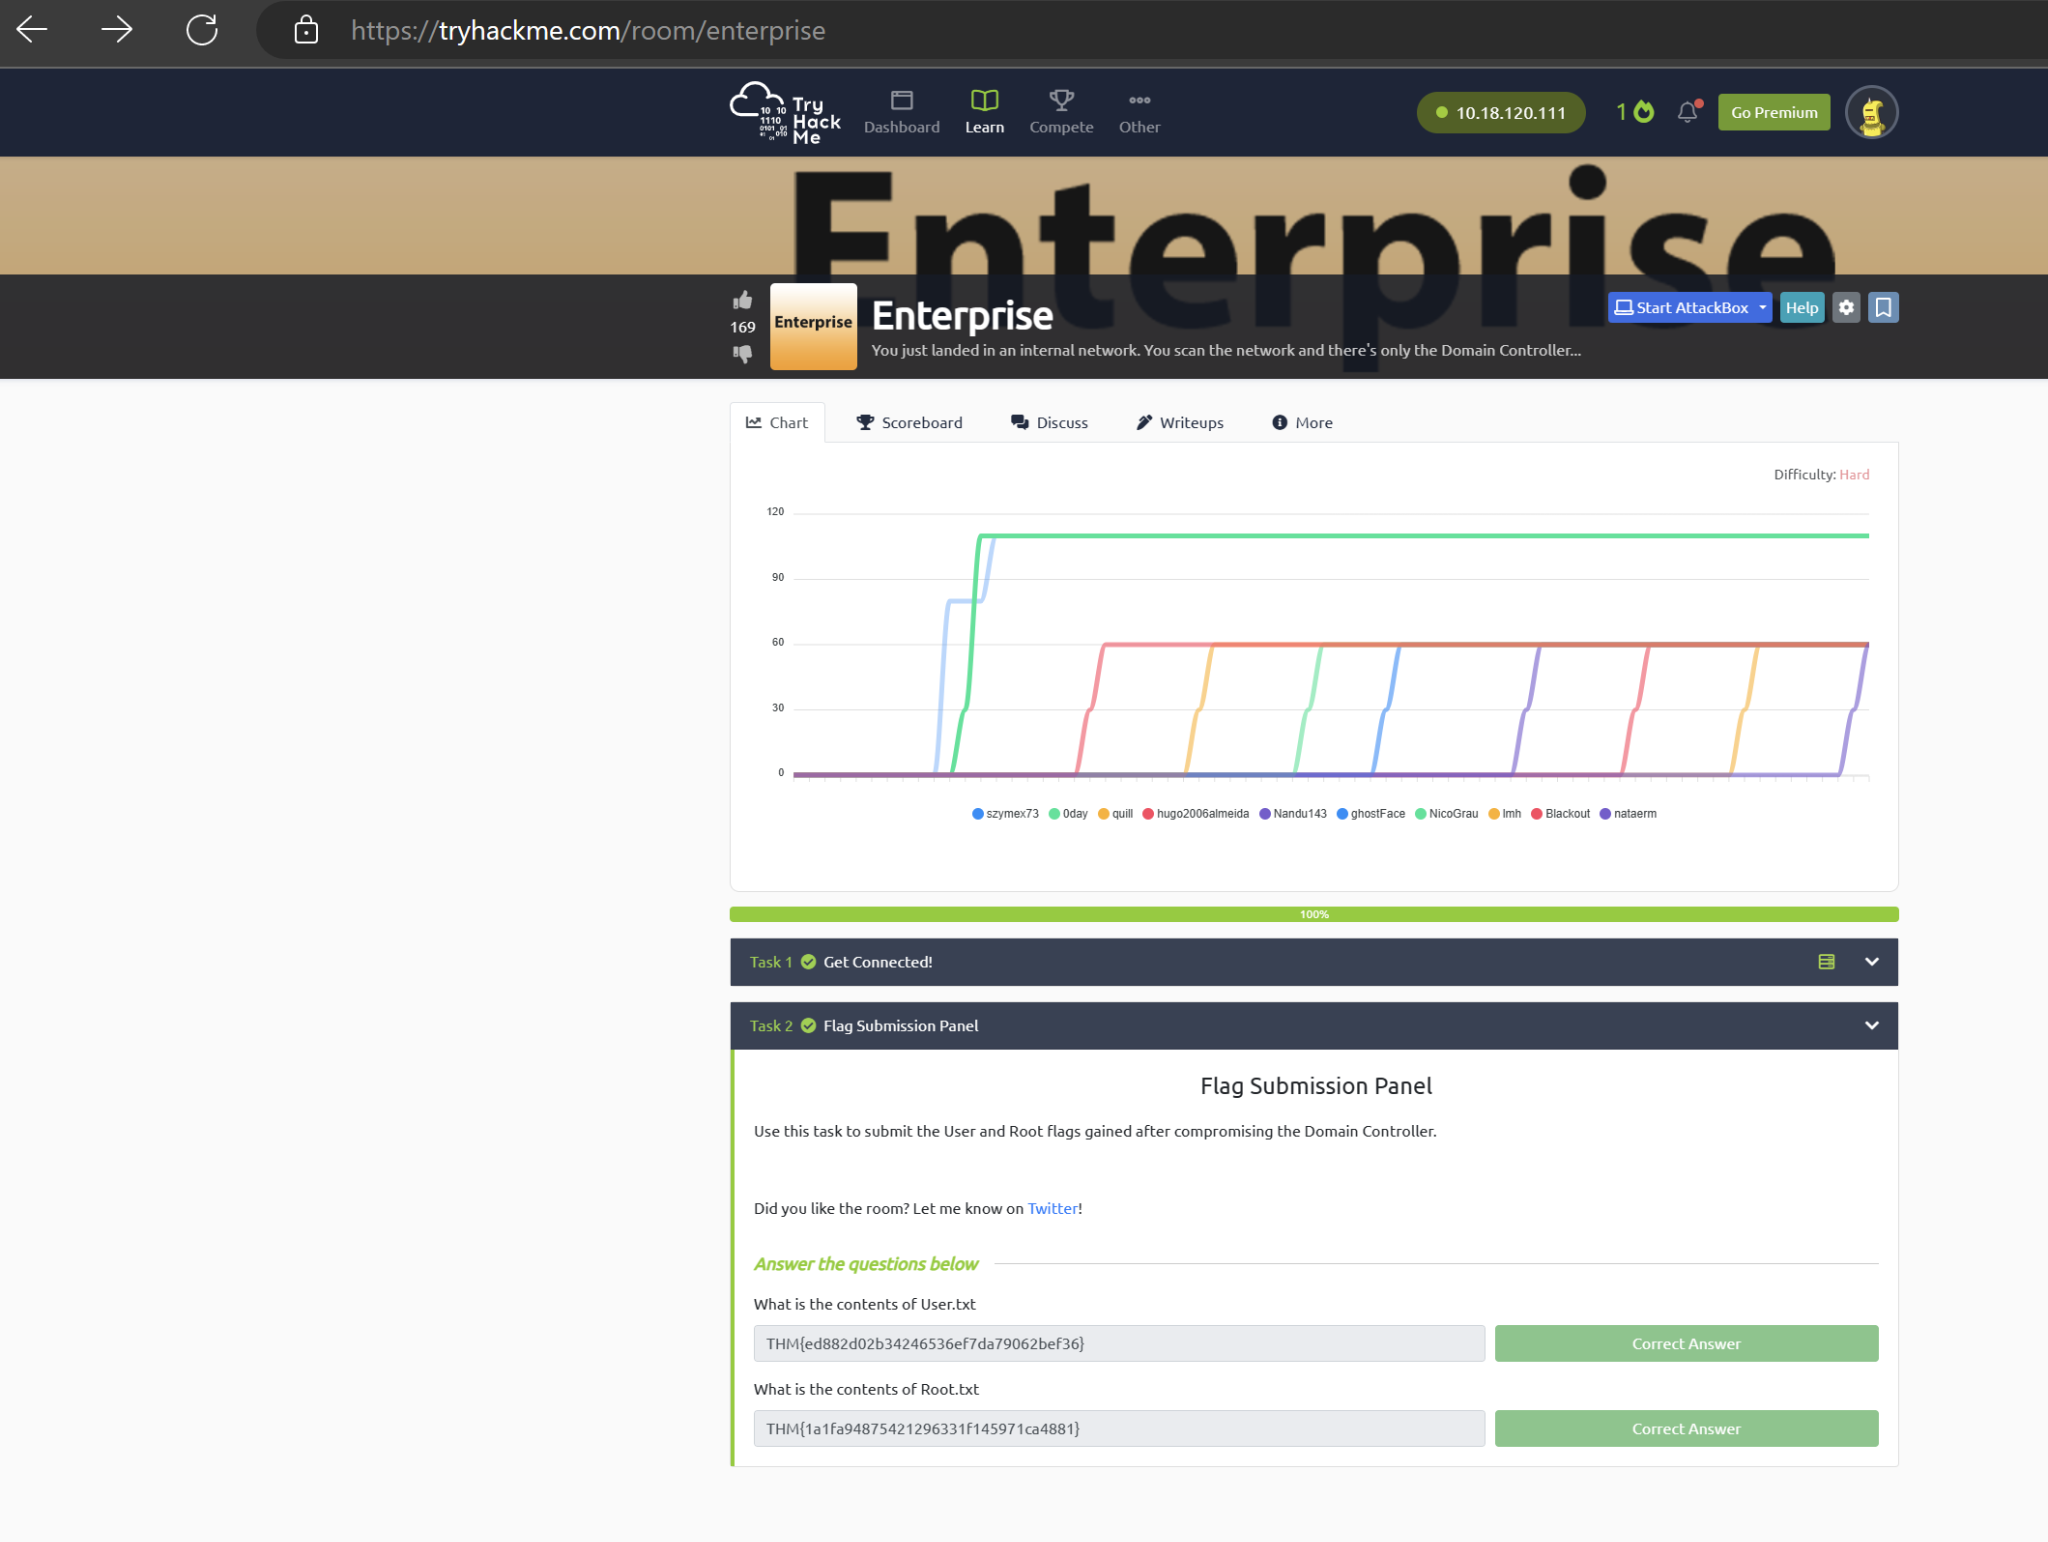 https://tryhackme.com/room/enterprise
Try
Hack
Me
Dashboard
Learn
Compete
Other
10.18.120.111
1
Go Premium
Enterprise
169
Enterprise
Enterprise
You just landed in an internal network. You scan the network and there's only the Domain Controller...
Start AttackBox
Help
Chart
Scoreboard
Discuss
Writeups
More
Difficulty: Hard
120
90
60
30
0
szymex73 0day quill hugo2006almeida Nandu143 ghostFace NicoGrau lmh Blackout nataerm
100%
Task 1 Get Connected!
Task 2 Flag Submission Panel
Flag Submission Panel
Use this task to submit the User and Root flags gained after compromising the Domain Controller.
Did you like the room? Let me know on Twitter!
Answer the questions below
What is the contents of User.txt
THM{ed882d02b34246536ef7da79062bef36}
Correct Answer
What is the contents of Root.txt
THM{1a1fa94875421296331f145971ca4881}
Correct Answer